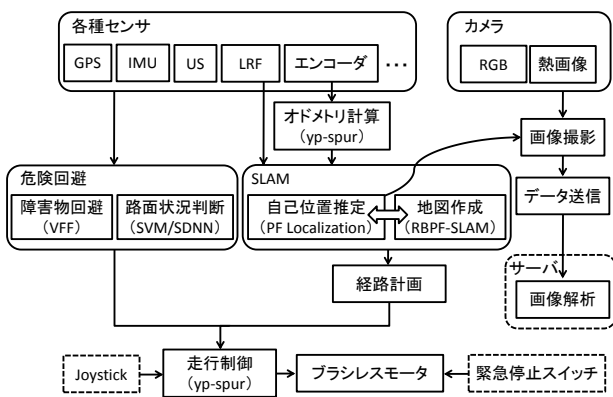 各種センサ
GPS
IMU
US
LRF
エンコーダ
…
カメラ
RGB
熱画像
オドメトリ計算
(yp-spur)
画像撮影
危険回避
障害物回避
(VFF)
路面状況判断
(SVM/SDNN)
SLAM
自己位置推定
(PF Localization)
地図作成
(RBPF-SLAM)
データ送信
サーバ
画像解析
経路計画
Joystick
走行制御
(yp-spur)
ブラシレスモータ
緊急停止スイッチ